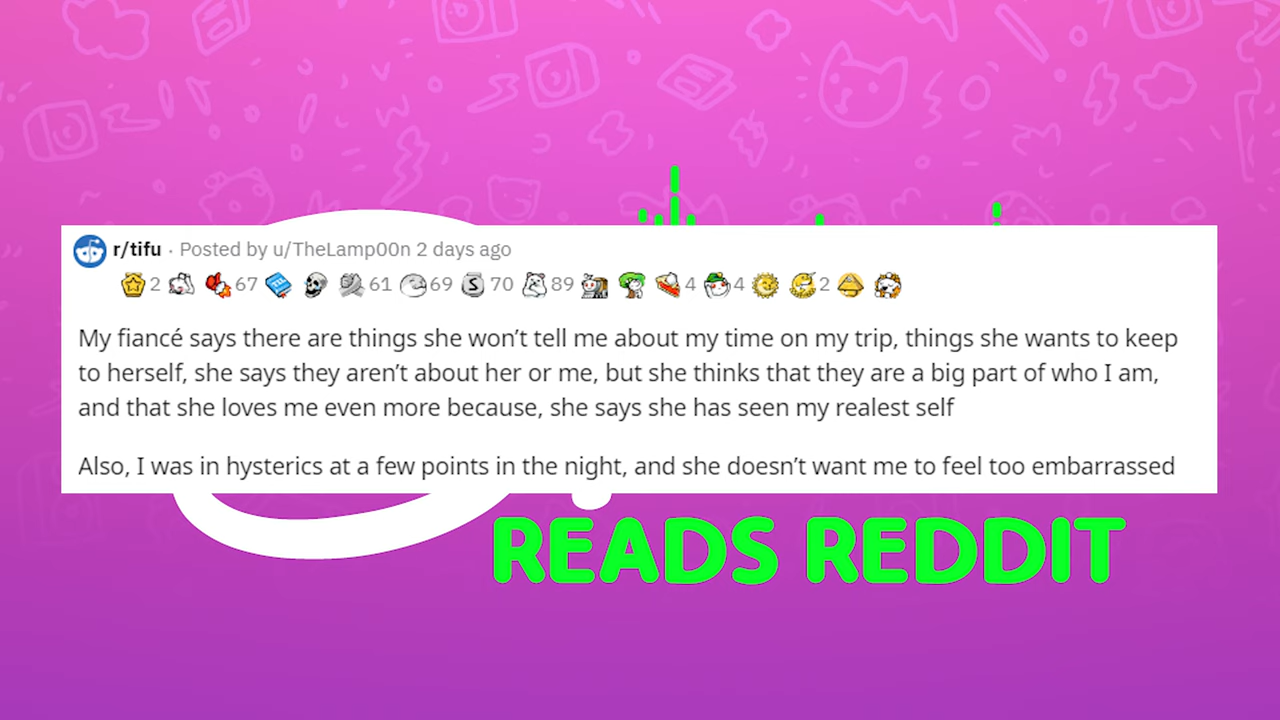 r/tifu · Posted by u/TheLamp00n 2 days ago
2 67 61 69 70 89 4 4 2
My fiancé says there are things she won’t tell me about my time on my trip, things she wants to keep
to herself, she says they aren’t about her or me, but she thinks that they are a big part of who I am,
and that she loves me even more because, she says she has seen my realest self
Also, I was in hysterics at a few points in the night, and she doesn’t want me to feel too embarrassed
READS REDDIT